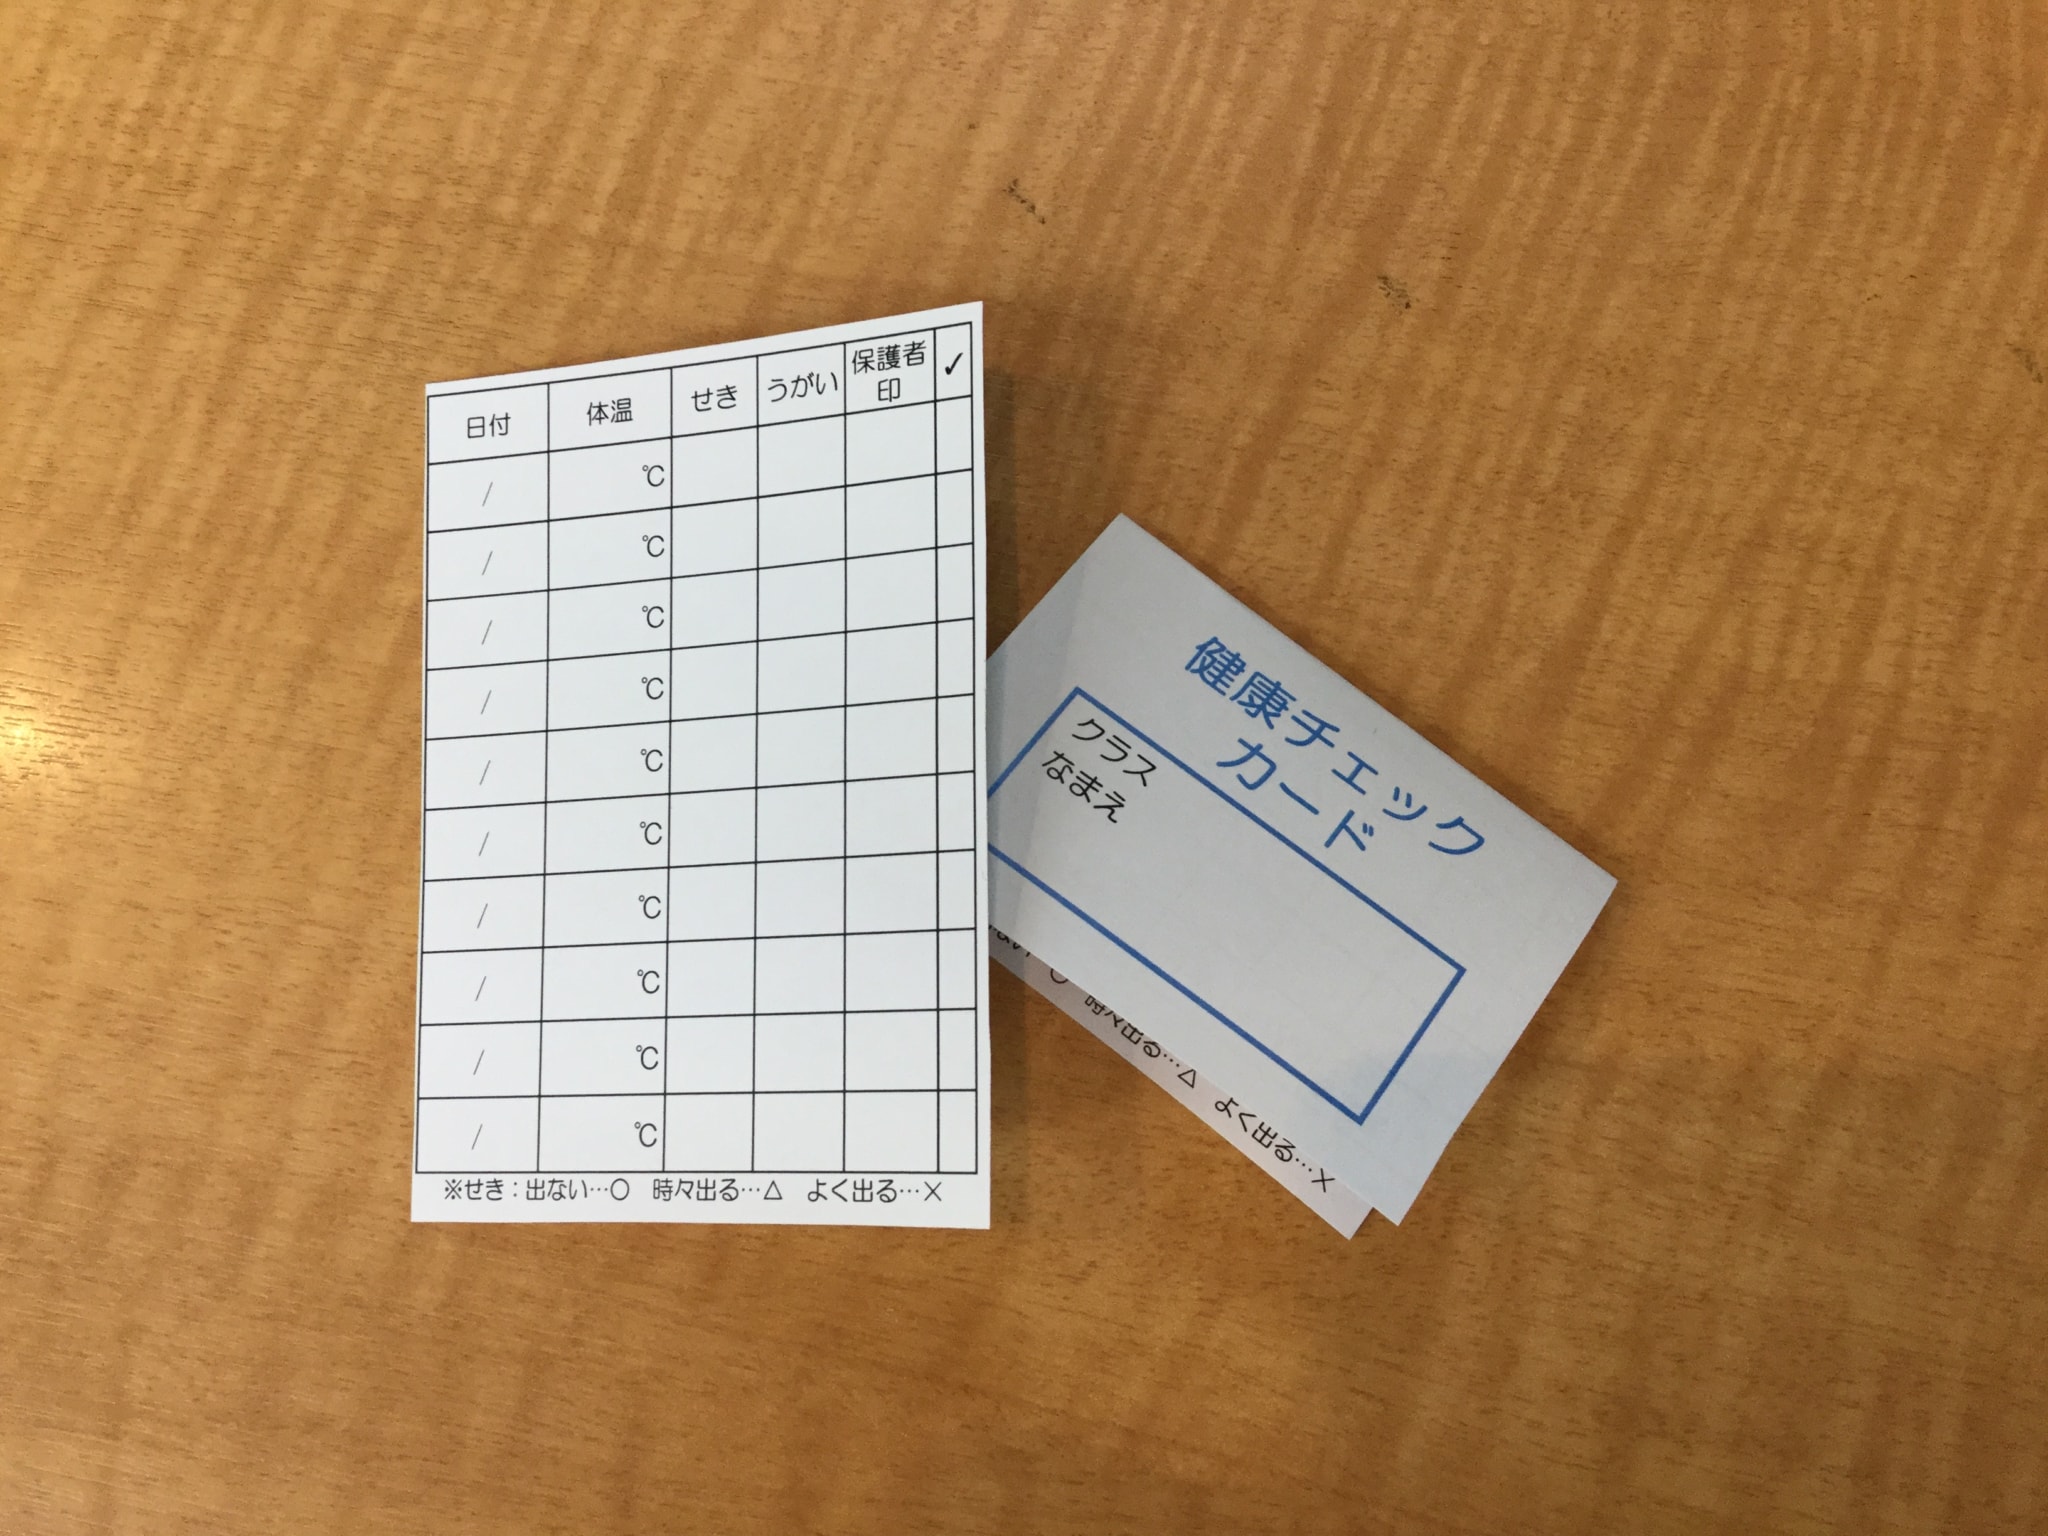 日付 体温 せき うがい 保護者印 ✓
/ ℃
/ ℃
/ ℃
/ ℃
/ ℃
/ ℃
/ ℃
/ ℃
/ ℃
/ ℃
※せき：出ない…〇 時々出る…△ よく出る…×
健康チェック
カード
クラス
なまえ
時々出る…△ よく出る…×